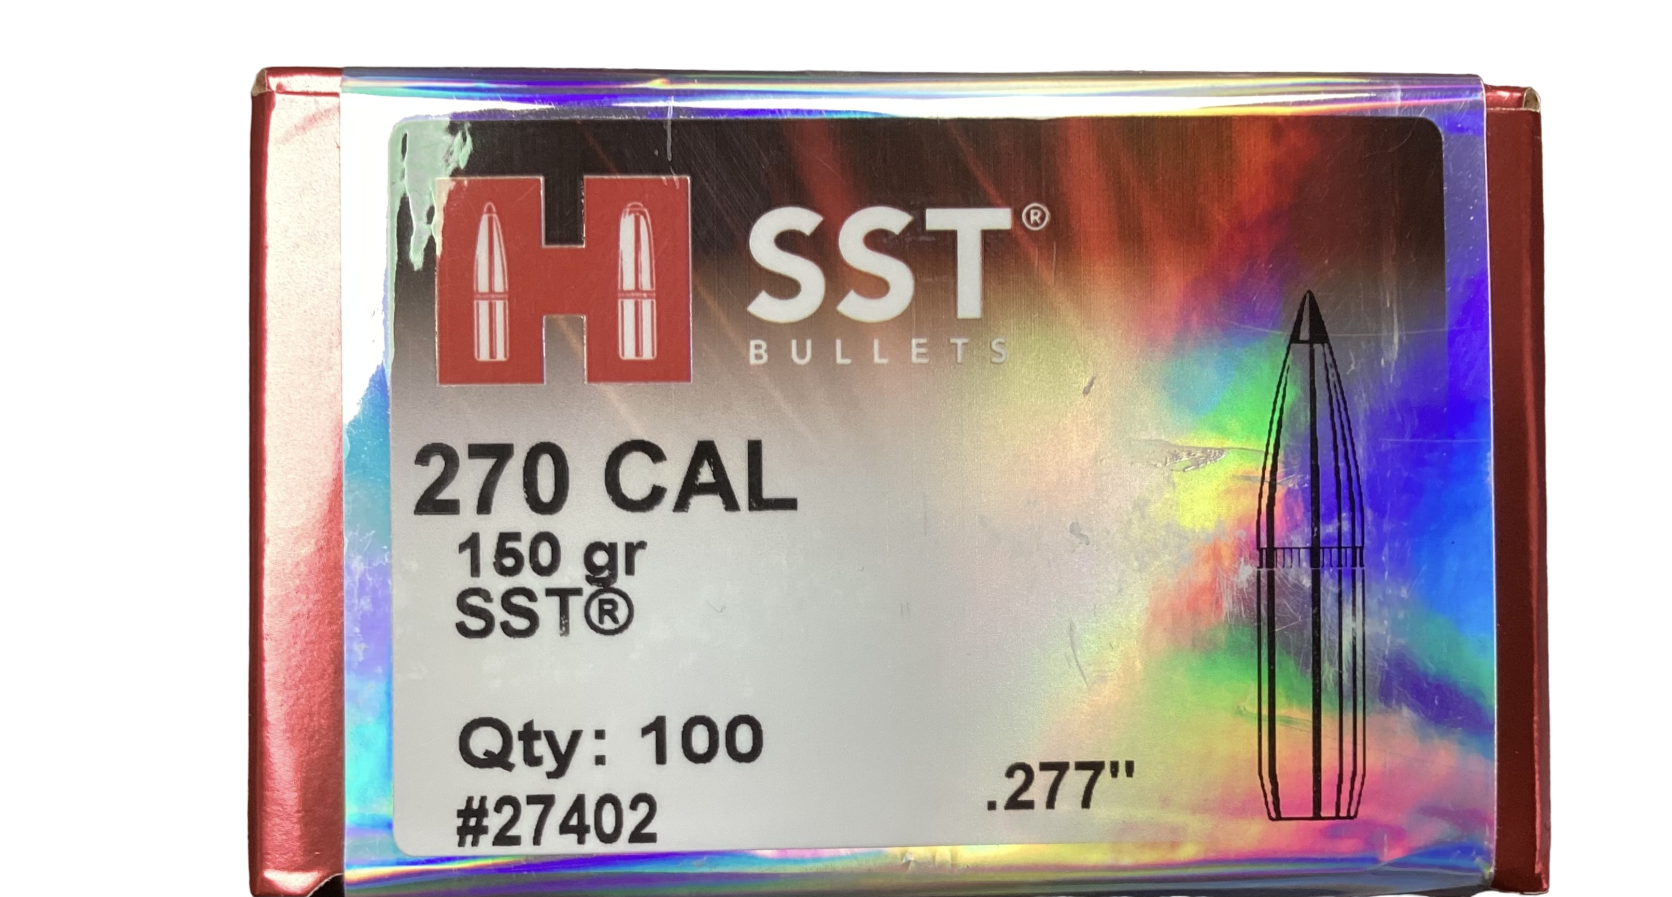 H SST®
BULLETS
270 CAL
150 gr
SST®
Qty: 100
#27402
.277"